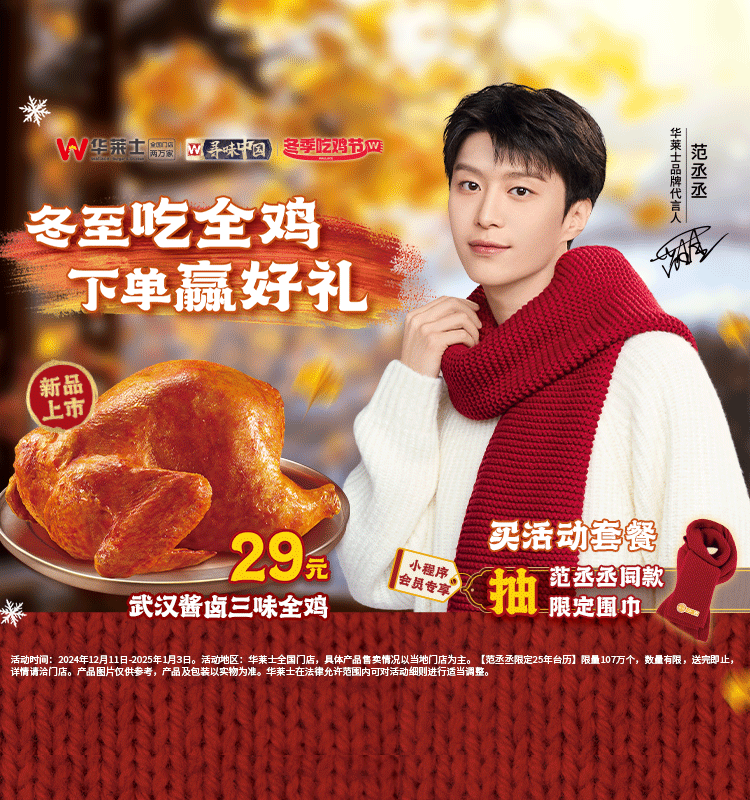 华莱士
全国门店
两万家
寻味中国
冬季吃鸡节
范丞丞
华莱士品牌代言人
冬至吃全鸡
下单赢好礼
新品
上市
29元
武汉酱卤三味全鸡
买活动套餐
小程序
会员专享
抽
范丞丞同款
限定围巾
活动时间：2024年12月11日-2025年1月3日。活动地区：华莱士全国门店，具体产品售卖情况以当地门店为主。【范丞丞限定25年台历】限量107万个，数量有限，送完即止，
详情请洽门店。产品图片仅供参考，产品及包装以实物为准。华莱士在法律允许范围内可对活动细则进行适当调整。